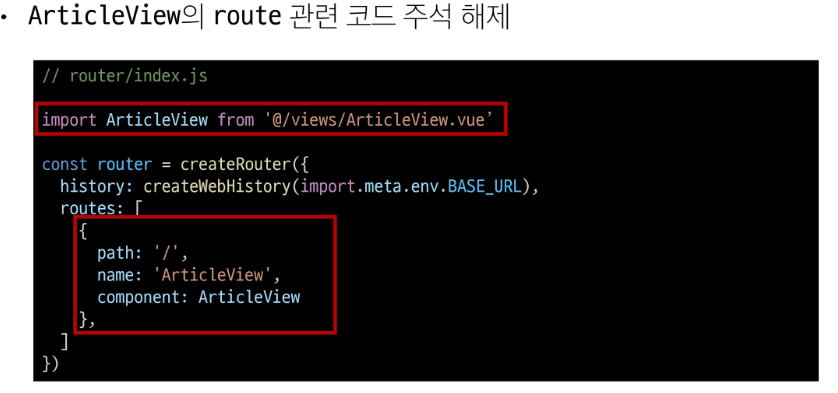 • ArticleView의 route 관련 코드 주석 해제
// router/index.js
import ArticleView from '@/views/ArticleView.vue’
const router = createRouter({
  history: createWebHistory(import.meta.env.BASE_URL),
  routes: [
    {
      path: '/',
      name: 'ArticleView',
      component: ArticleView
    },
  ]
})